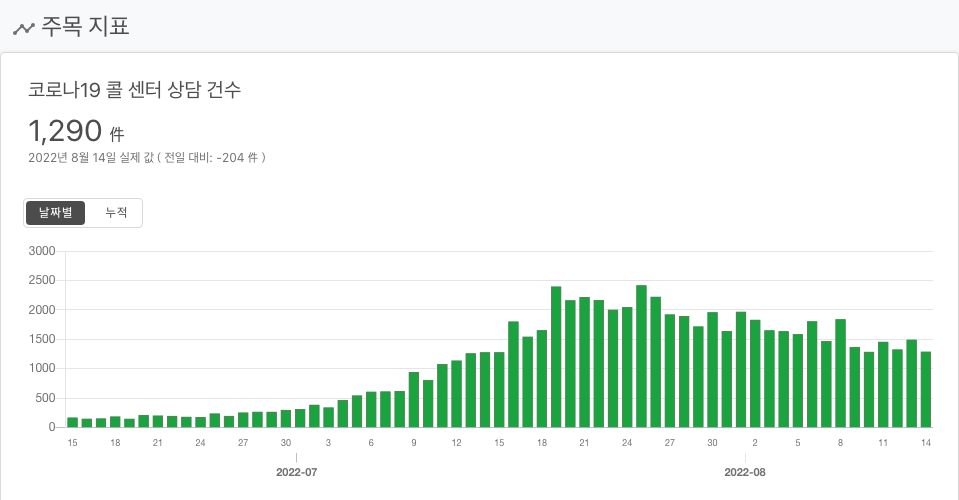 주목 지표
코로나19 콜 센터 상담 건수
1,290 件
2022년 8월 14일 실제 값 ( 전일 대비: -204 件 )
날짜별 누적
3000
2500
2000
1500
1000
500
0
15 18 21 24 27 30 3 6 9 12 15 18 21 24 27 30 2 5 8 11 14
2022-07 2022-08